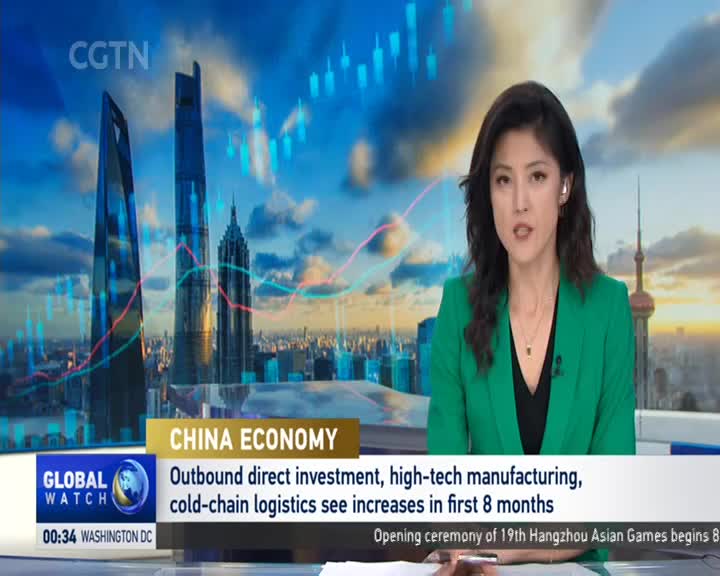 CGTN
CHINA ECONOMY
Outbound direct investment, high-tech manufacturing,
cold-chain logistics see increases in first 8 months
GLOBAL
WATCH
00:34 WASHINGTON DC
Opening ceremony of 19th Hangzhou Asian Games begins 8